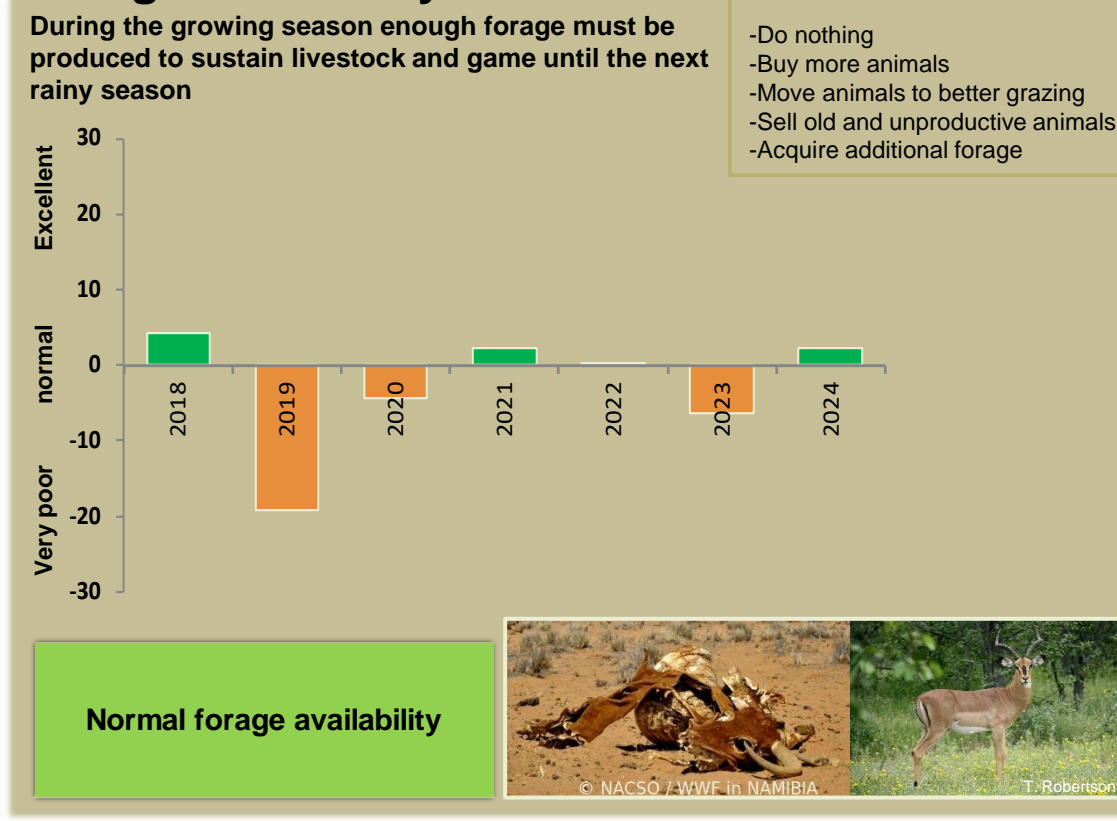 During the growing season enough forage must be
produced to sustain livestock and game until the next
rainy season
-Do nothing
-Buy more animals
-Move animals to better grazing
-Sell old and unproductive animals
-Acquire additional forage
Excellent
normal
Very poor
30
20
10
0
-10
-20
-30
2018
2019
2020
2021
2022
2023
2024
Normal forage availability
© NACSO / WWF in NAMIBIA
T. Robertson